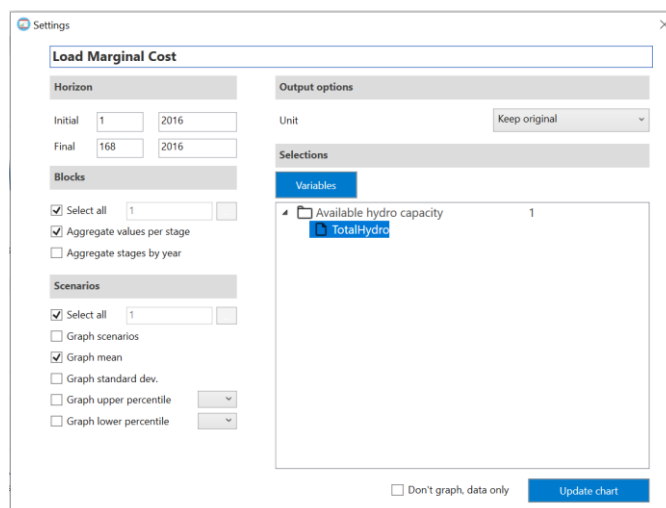 Settings
Load Marginal Cost
Horizon
Initial 1 2016
Final 168 2016
Blocks
Select all 1
Aggregate values per stage
Aggregate stages by year
Scenarios
Select all 1
Graph scenarios
Graph mean
Graph standard dev.
Graph upper percentile
Graph lower percentile
Output options
Unit Keep original
Selections
Variables
Available hydro capacity 1
TotalHydro
Don't graph, data only Update chart